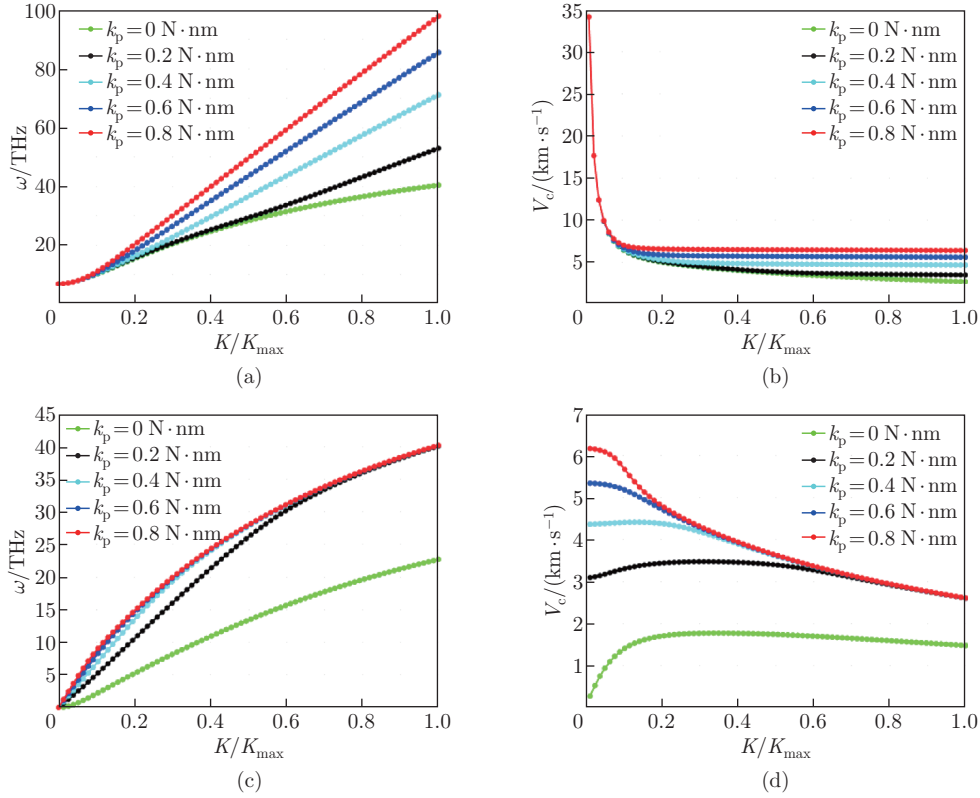 100
80
60
40
20
0
0.2
0.4
0.6
0.8
1.0
ω/THz
K/Kmax
kp=0 N·nm
kp=0.2 N·nm
kp=0.4 N·nm
kp=0.6 N·nm
kp=0.8 N·nm
(a)
35
30
25
20
15
10
5
0
0.2
0.4
0.6
0.8
1.0
Vc/(km·s−1)
K/Kmax
kp=0 N·nm
kp=0.2 N·nm
kp=0.4 N·nm
kp=0.6 N·nm
kp=0.8 N·nm
(b)
45
40
35
30
25
20
15
10
5
0
0.2
0.4
0.6
0.8
1.0
ω/THz
K/Kmax
kp=0 N·nm
kp=0.2 N·nm
kp=0.4 N·nm
kp=0.6 N·nm
kp=0.8 N·nm
(c)
7
6
5
4
3
2
1
0
0.2
0.4
0.6
0.8
1.0
Vc/(km·s−1)
K/Kmax
kp=0 N·nm
kp=0.2 N·nm
kp=0.4 N·nm
kp=0.6 N·nm
kp=0.8 N·nm
(d)